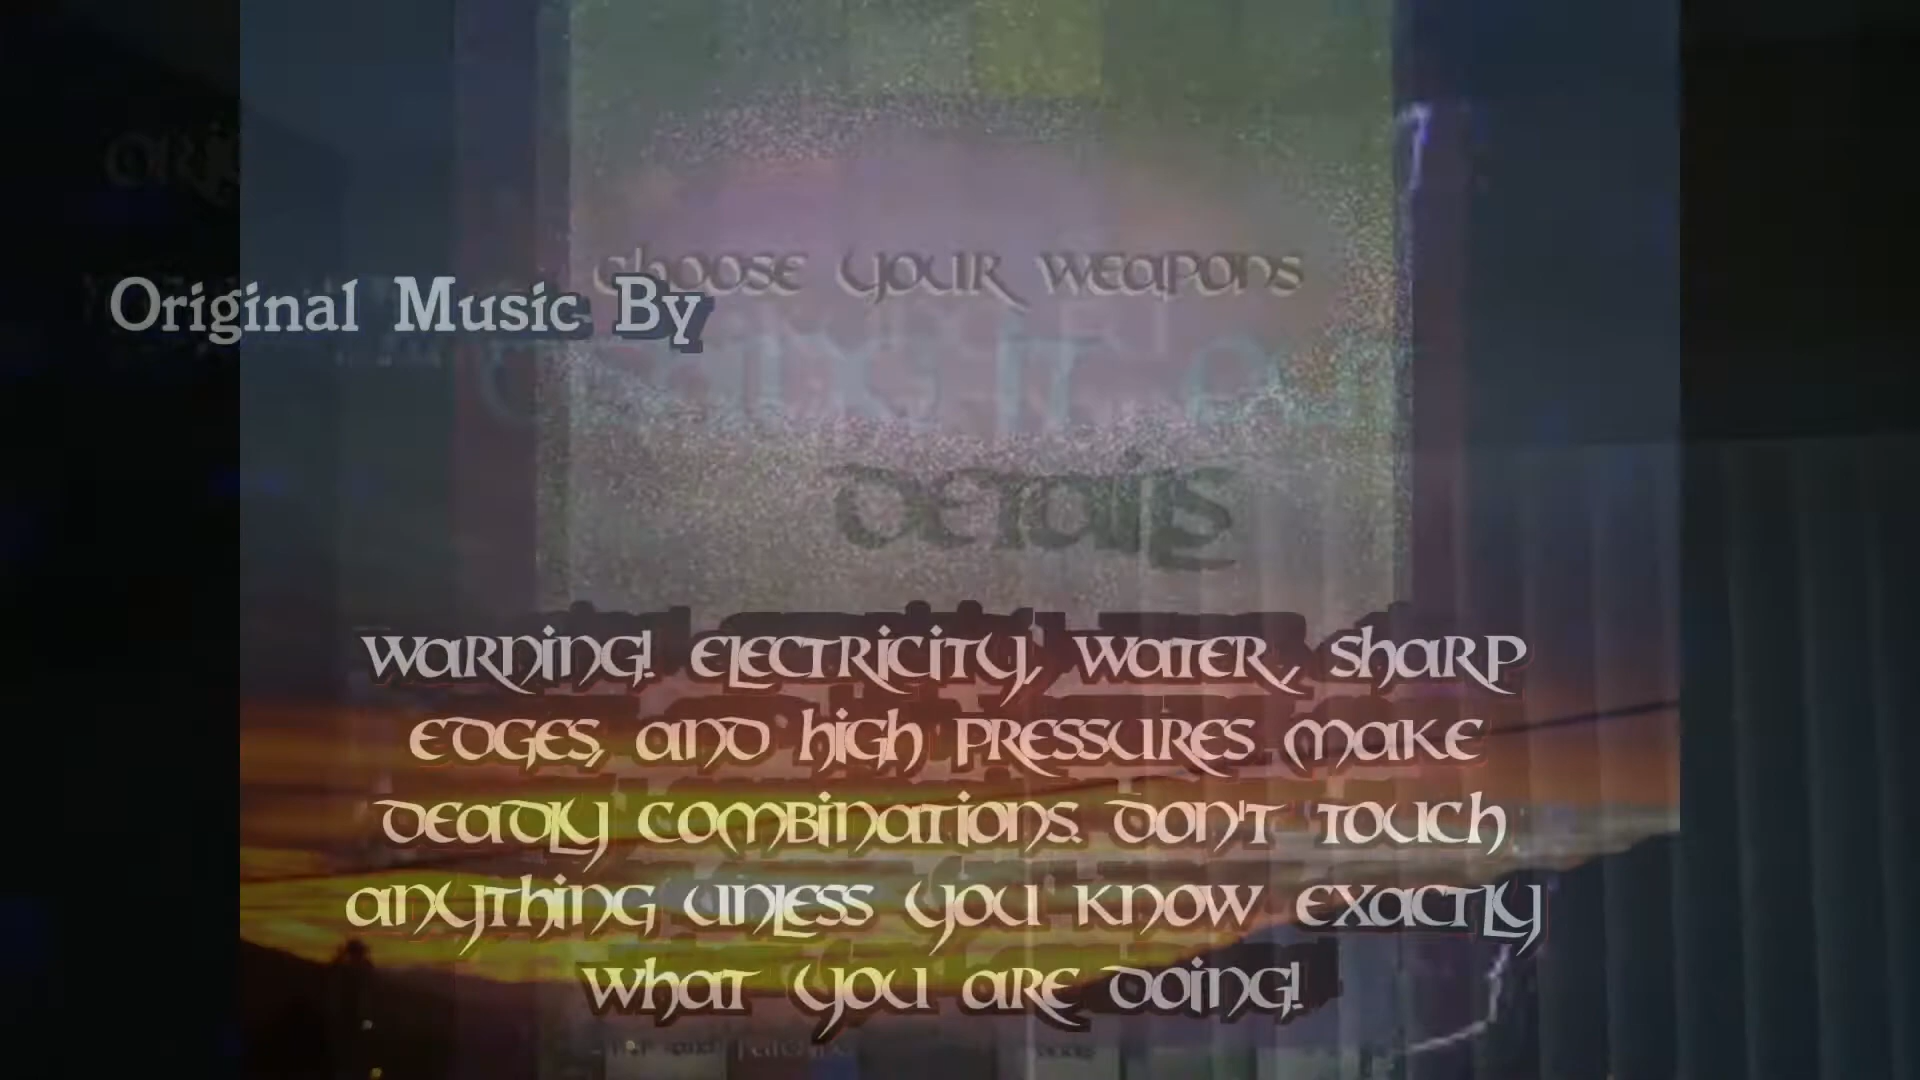 Choose your weapons
Original Music By
Details
Warning! Electricity, water, sharp
edges, and high pressures make
deadly combinations. Don't touch
anything unless you know exactly
what you are doing!